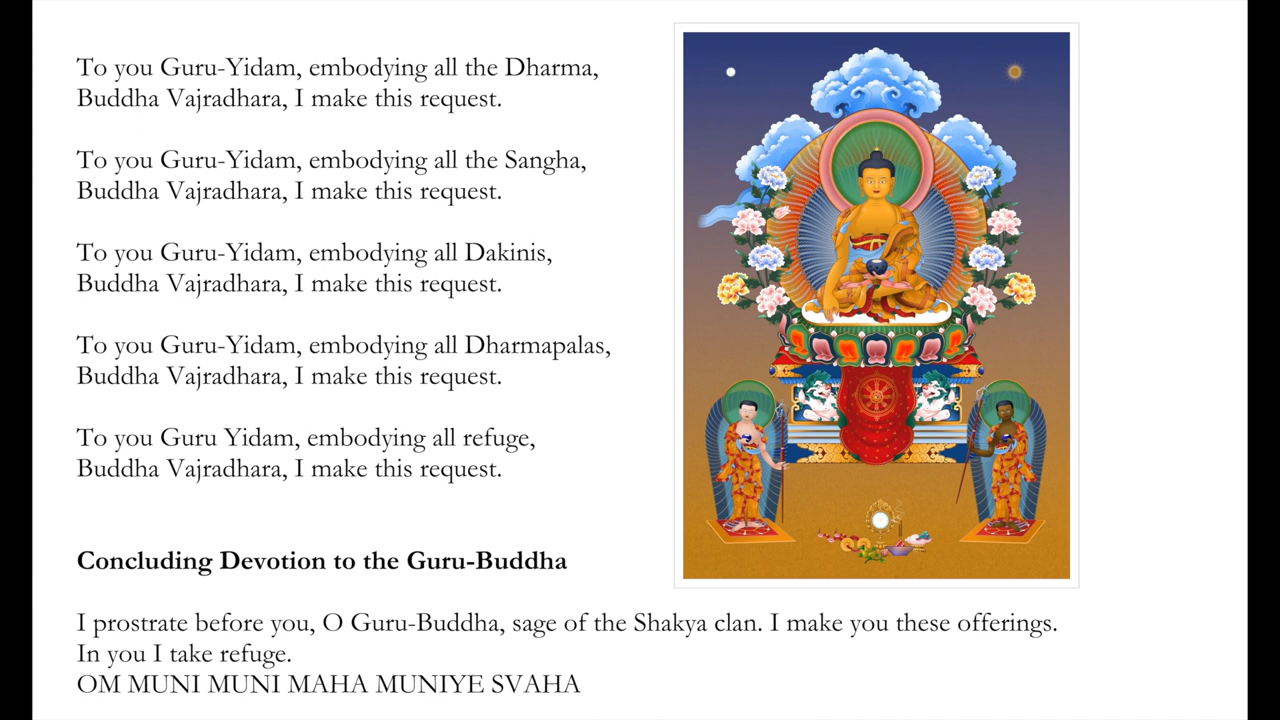 To you Guru-Yidam, embodying all the Dharma,
Buddha Vajradhara, I make this request.
To you Guru-Yidam, embodying all the Sangha,
Buddha Vajradhara, I make this request.
To you Guru-Yidam, embodying all Dakinis,
Buddha Vajradhara, I make this request.
To you Guru-Yidam, embodying all Dharmapalas,
Buddha Vajradhara, I make this request.
To you Guru Yidam, embodying all refuge,
Buddha Vajradhara, I make this request.
Concluding Devotion to the Guru-Buddha
I prostrate before you, O Guru-Buddha, sage of the Shakya clan. I make you these offerings.
In you I take refuge.
OM MUNI MUNI MAHA MUNIYE SVAHA